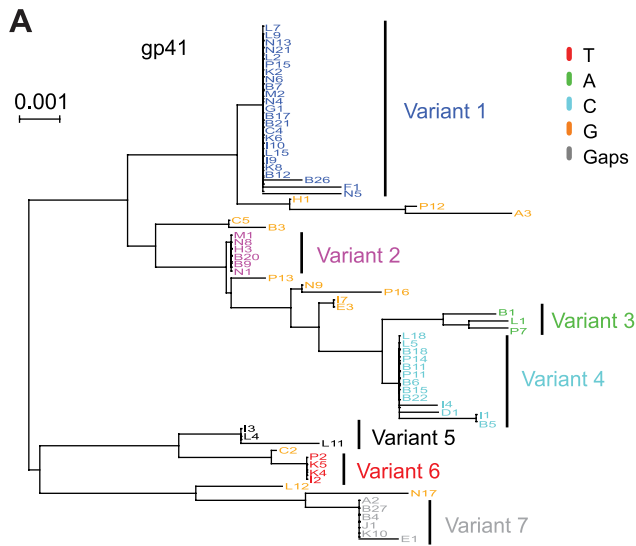 A
gp41
0.001
L7
L9
N13
N21
L2
P15
K2
N6
B7
M2
N4
G1
B17
B21
C4
K6
I10
L15
I9
K8
B12
B26
F1
N5
Variant 1
H1
P12
A3
C5
B3
M1
N8
H3
B20
B9
N1
Variant 2
P13
N9
P16
I7
E3
B1
L1
P7
Variant 3
L18
L5
B18
P14
B11
P11
B6
B15
B22
I4
D1
I1
B5
Variant 4
I3
L4
L11
Variant 5
C2
P2
K5
K4
I2
Variant 6
L12
N17
A2
B27
B4
J1
K10
E1
Variant 7
T
A
C
G
Gaps